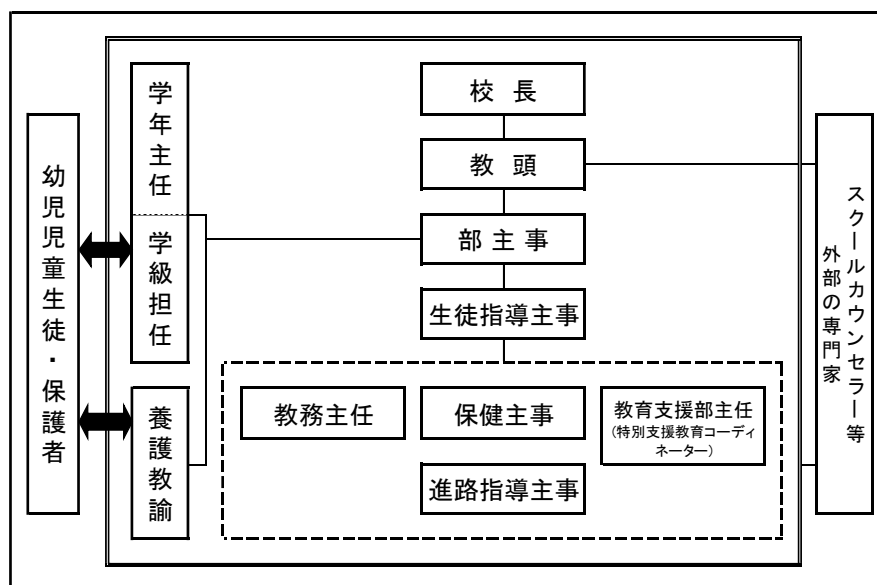 幼児児童生徒・保護者
学年主任
学級担任
養護教諭
校長
教頭
部主事
生徒指導主事
教務主任
保健主事
教育支援部主任
(特別支援教育コーディ
ネーター)
進路指導主事
スクールカウンセラー等
外部の専門家